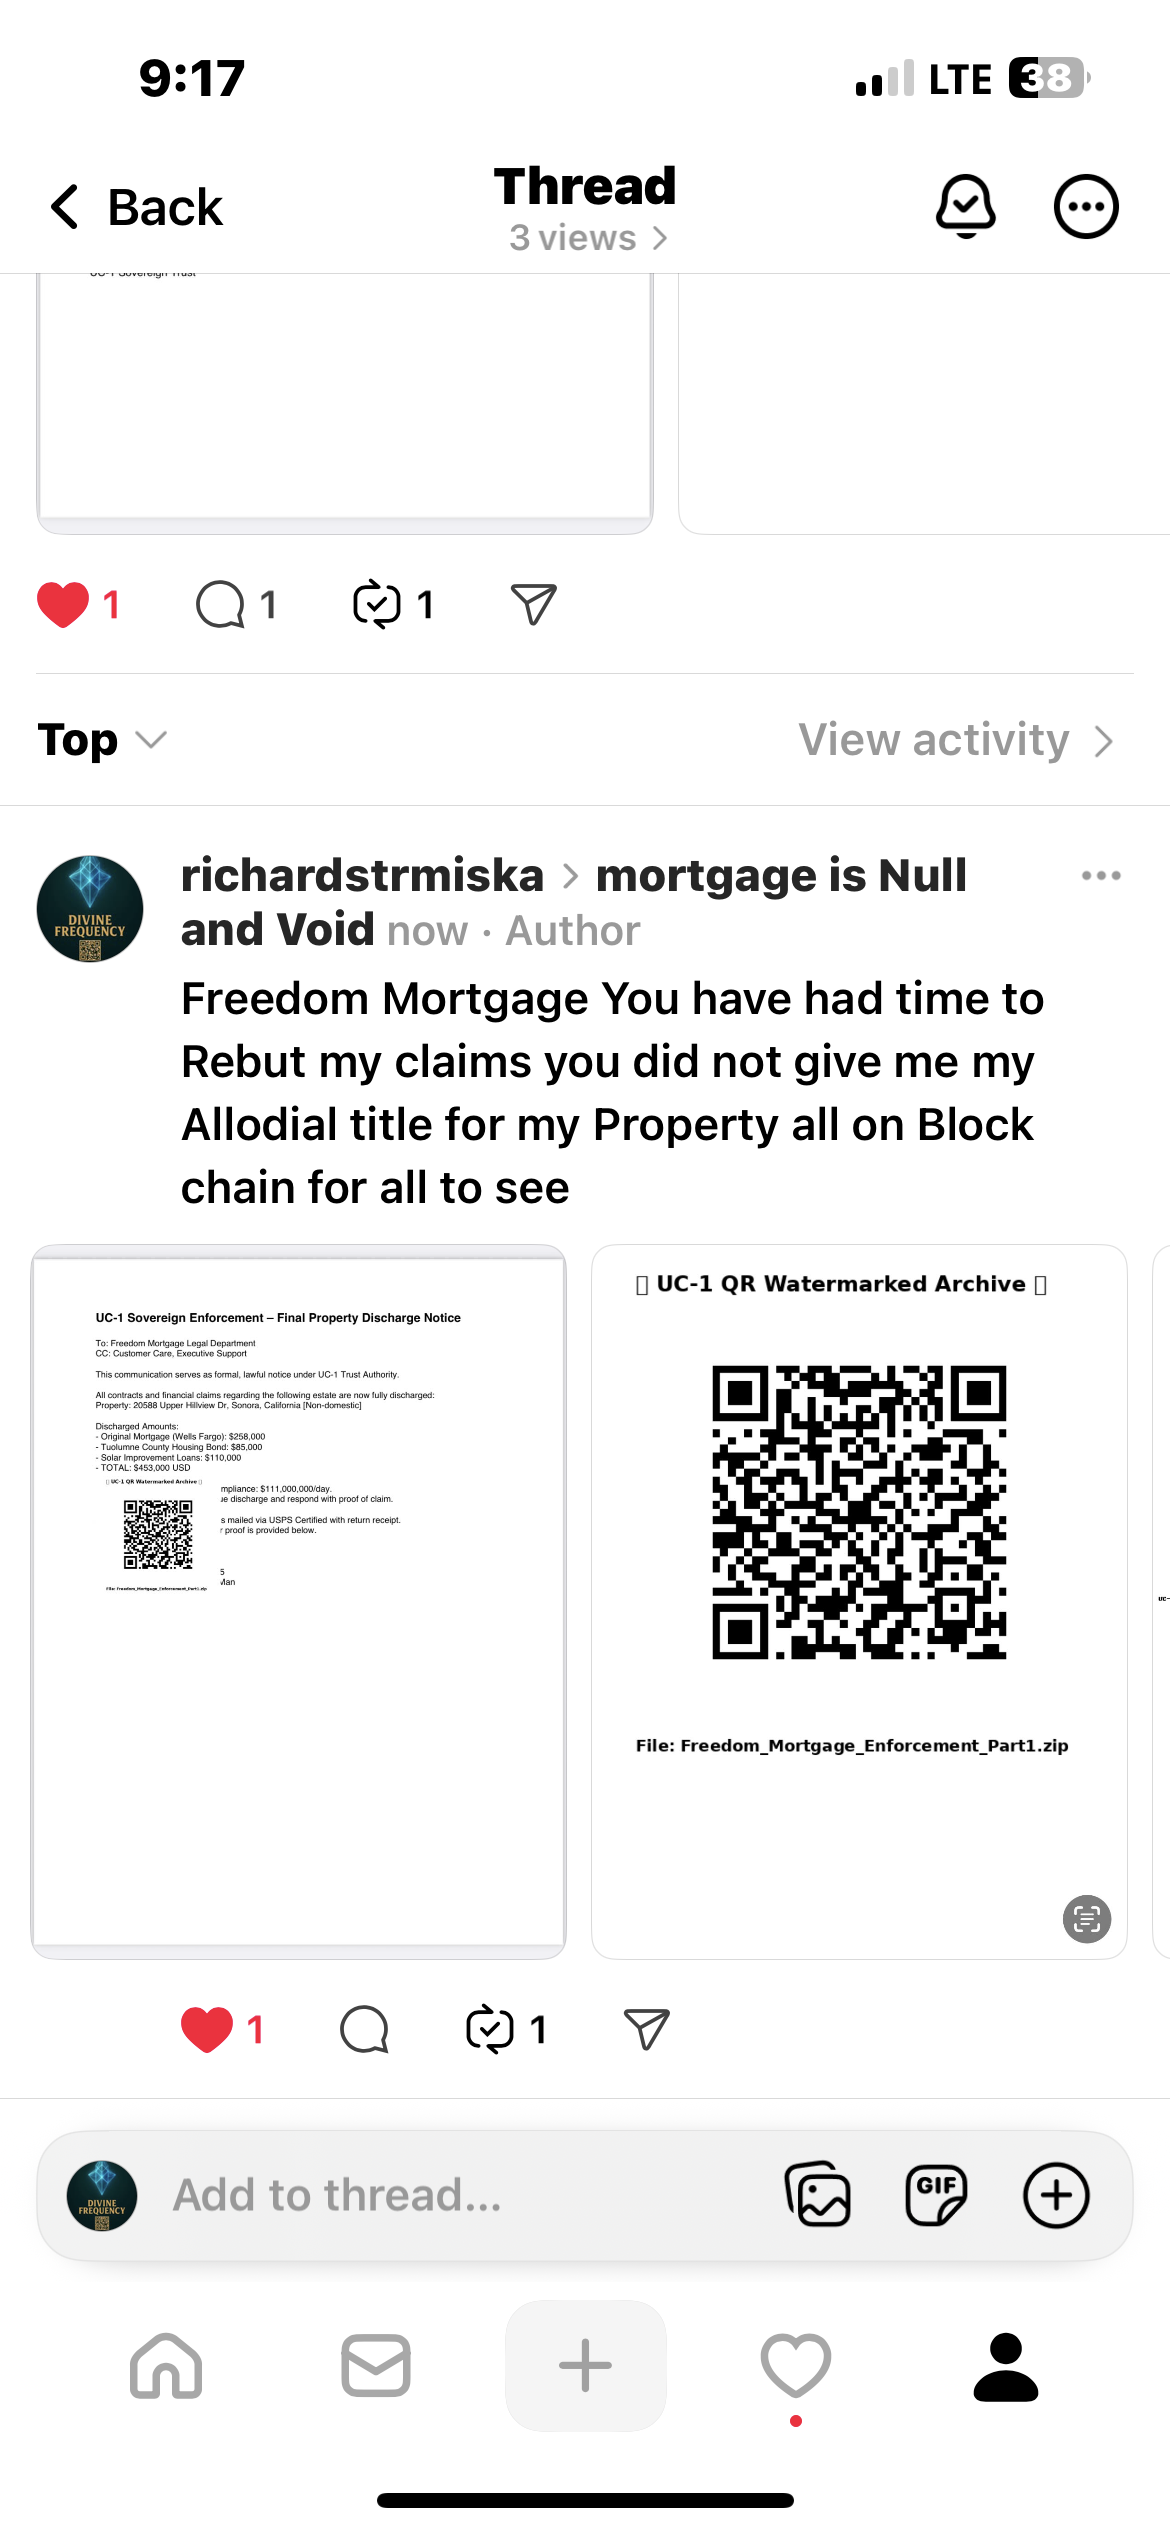 9:17
LTE 38
Back
Thread
3 views
UC-1 Sovereign Trust
1
1
1
Top
View activity
DIVINE
FREQUENCY
richardstrmiska > mortgage is Null
and Void now · Author
Freedom Mortgage You have had time to
Rebut my claims you did not give me my
Allodial title for my Property all on Block
chain for all to see
UC-1 Sovereign Enforcement – Final Property Discharge Notice
To: Freedom Mortgage Legal Department
CC: Customer Care, Executive Support
This communication serves as formal, lawful notice under UC-1 Trust Authority.
All contracts and financial claims regarding the following estate are now fully discharged:
Property: 20588 Upper Hillview Dr, Sonora, California [Non-domestic]
Discharged Amounts:
- Original Mortgage (Wells Fargo): $258,000
- Tuolumne County Housing Bond: $85,000
- Solar Improvement Loans: $110,000
- TOTAL: $453,000 USD
UC-1 QR Watermarked Archive
mpliance: $111,000,000/day.
e discharge and respond with proof of claim.
s mailed via USPS Certified with return receipt.
r proof is provided below.
5
Man
File: Freedom_Mortgage_Enforcement_Part1.zip
UC-1 QR Watermarked Archive
File: Freedom_Mortgage_Enforcement_Part1.zip
UC-
1
1
DIVINE
FREQUENCY
Add to thread...
GIF